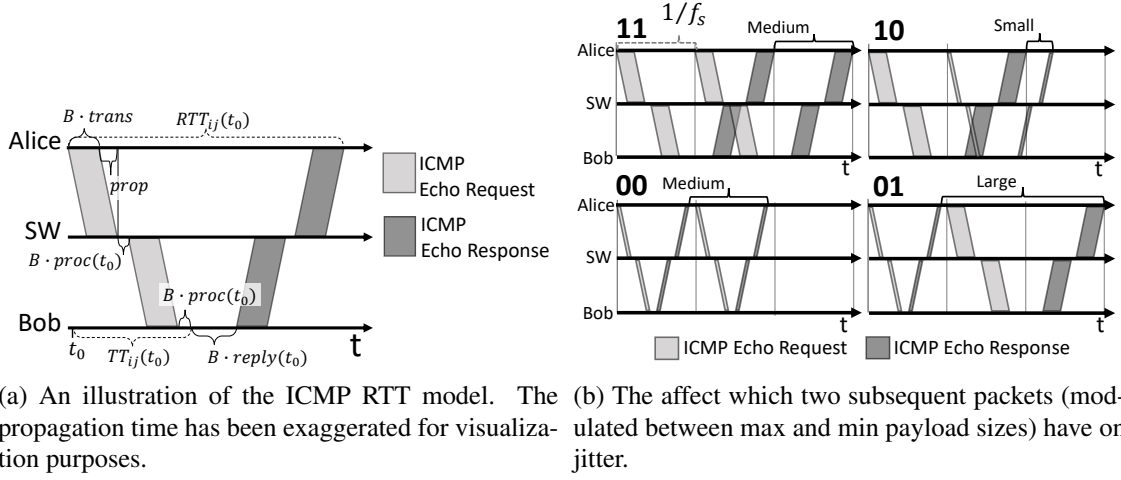 B · trans
RTT_ij(t_0)
Alice
prop
ICMP
Echo Request
ICMP
Echo Response
SW
B · proc(t_0)
B · proc(t_0)
Bob
t_0
TT_ij(t_0)
B · reply(t_0)
t
11
1/f_s
Medium
Alice
SW
Bob
t
10
Small
t
00
Medium
Alice
SW
Bob
t
01
Large
t
ICMP Echo Request
ICMP Echo Response
(a) An illustration of the ICMP RTT model. The
propagation time has been exaggerated for visualiza-
tion purposes.
(b) The affect which two subsequent packets (mod-
ulated between max and min payload sizes) have on
jitter.